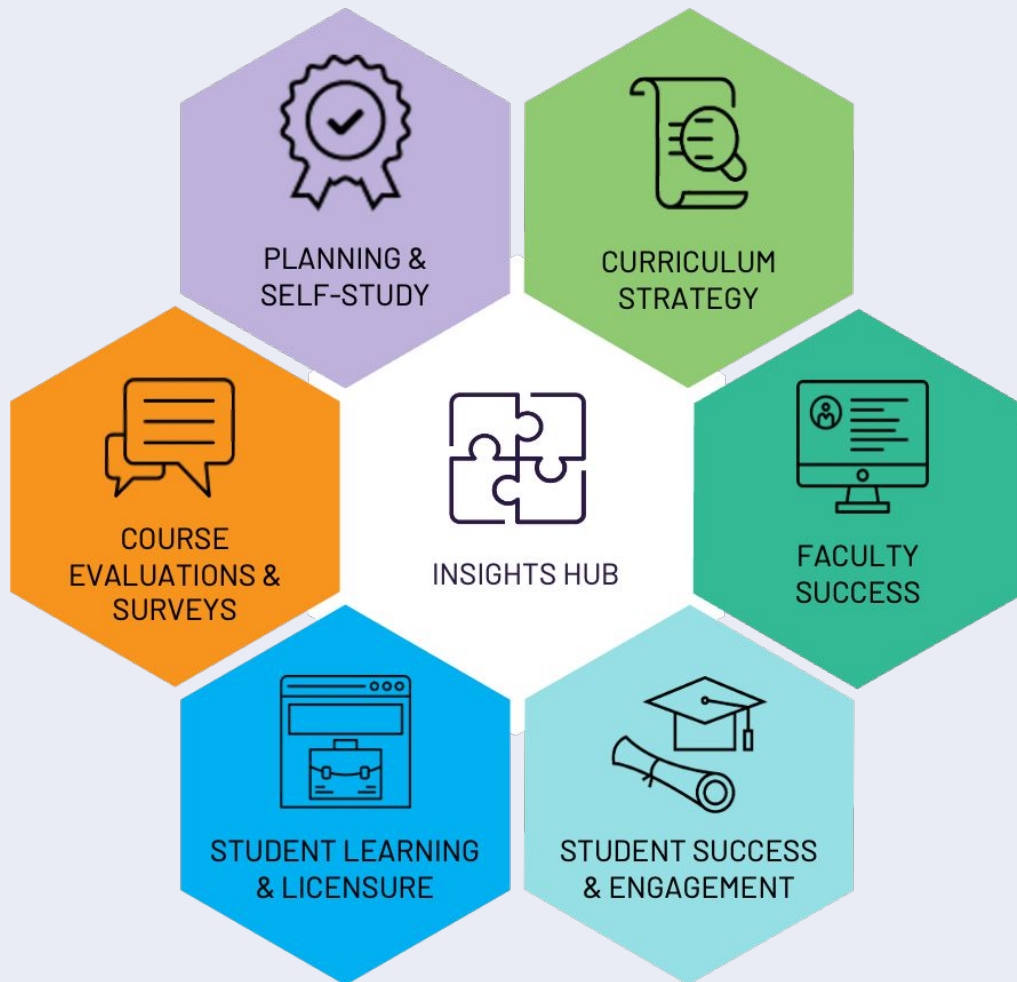 PLANNING &
SELF-STUDY
CURRICULUM
STRATEGY
COURSE
EVALUATIONS &
SURVEYS
INSIGHTS HUB
FACULTY
SUCCESS
STUDENT LEARNING
& LICENSURE
STUDENT SUCCESS
& ENGAGEMENT